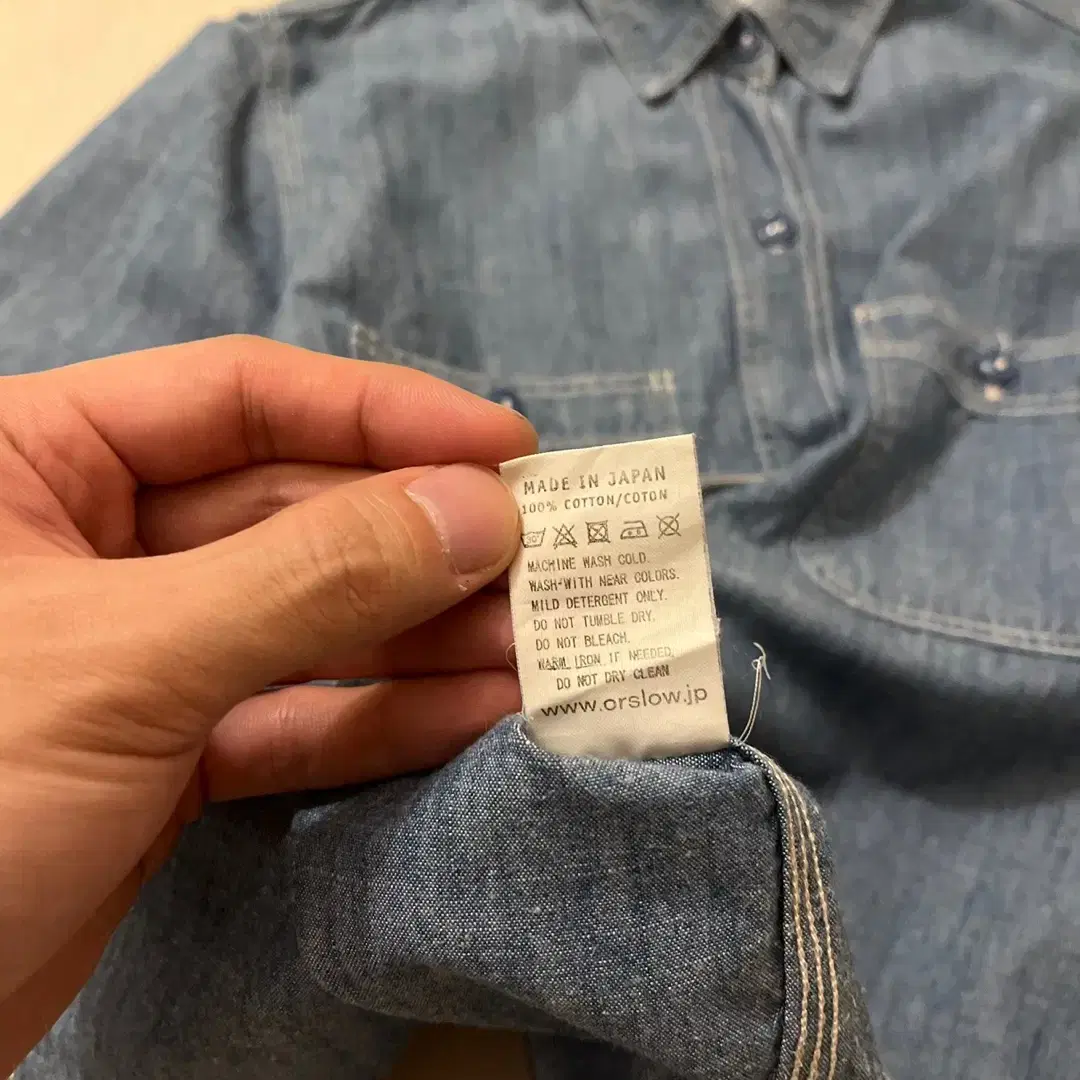 MADE IN JAPAN
100% COTTON/COTON
MACHINE WASH COLD.
WASH-WITH NEAR COLORS.
MILD DETERGENT ONLY.
DO NOT TUMBLE DRY.
DO NOT BLEACH.
WARM IRON IF NEEDED.
DO NOT DRY CLEAN
www.orslow.jp